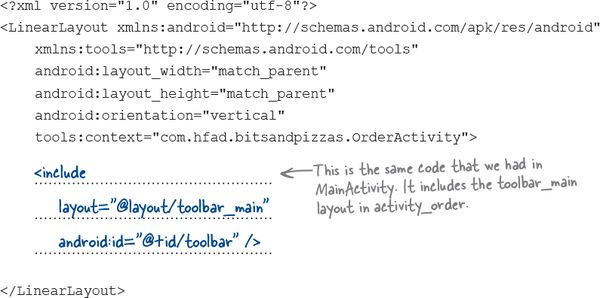 <?xml version="1.0" encoding="utf-8"?>
<LinearLayout xmlns:android="http://schemas.android.com/apk/res/android"
xmlns:tools="http://schemas.android.com/tools"
android:layout_width="match_parent"
android:layout_height="match_parent"
android:orientation="vertical"
tools:context="com.hfad.bitsandpizzas.OrderActivity">
<include
layout="@layout/toolbar_main"
android:id="@+id/toolbar" />
This is the same code that we had in
MainActivity. It includes the toolbar_main
layout in activity_order.
</LinearLayout>